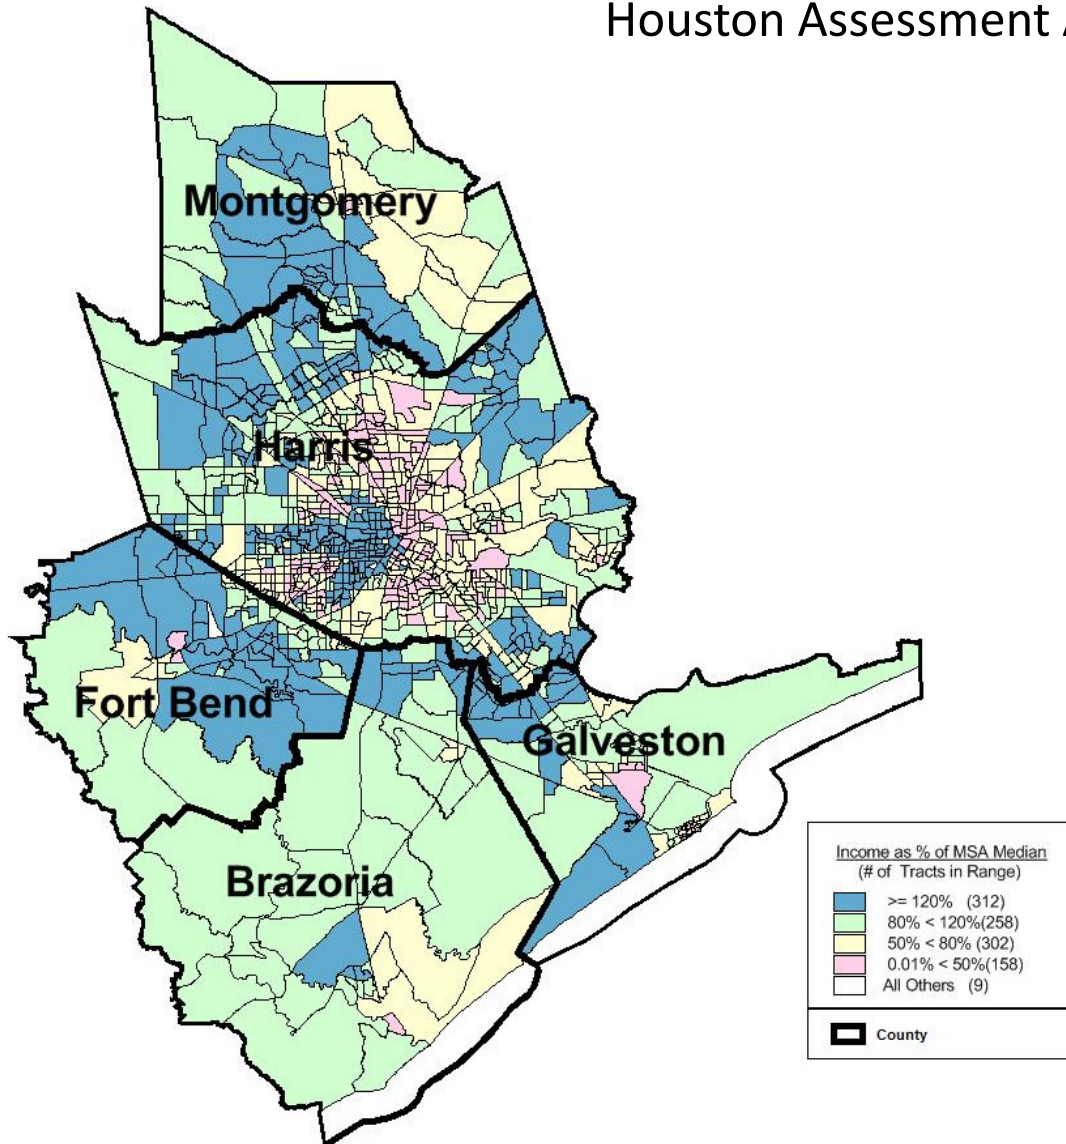 Houston Assessment A
Montgomery
Harris
Fort Bend
Galveston
Brazoria
Income as % of MSA Median
(# of Tracts in Range)
>= 120% (312)
80% < 120%(258)
50% < 80% (302)
0.01% < 50%(158)
All Others (9)
County